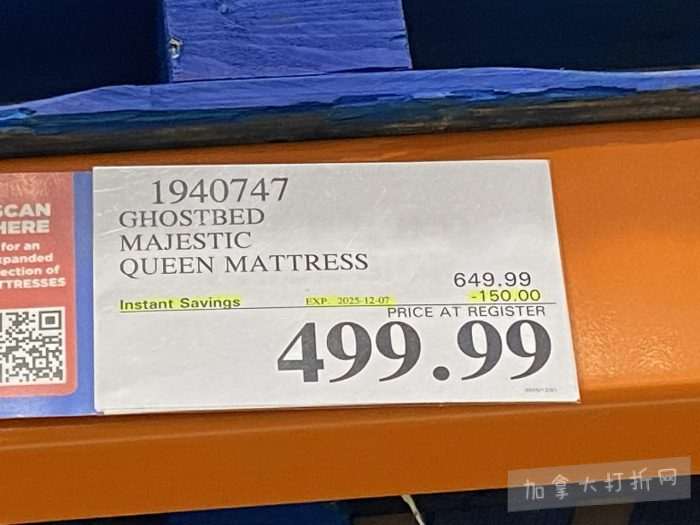 SCAN
HERE
for an
expanded
ection of
TTRESSES
1940747
GHOSTBED
MAJESTIC
QUEEN MATTRESS
649.99
Instant Savings EXP. 2025-12-07 -150.00
PRICE AT REGISTER
499.99
加拿大打折网